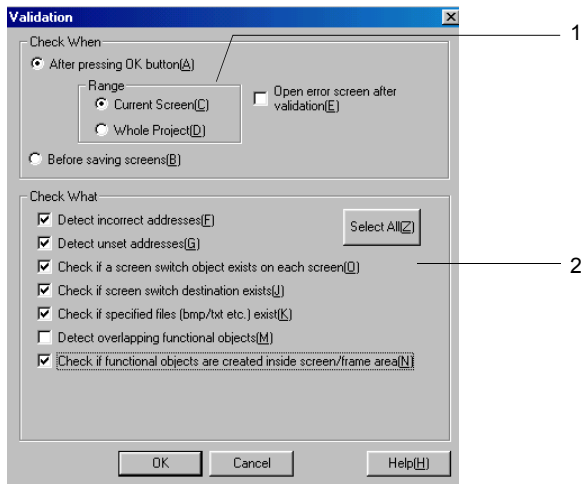 Validation
1
Check When
After pressing OK button(A)
Range
Current Screen(C)
Whole Project(D)
Open error screen after
validation(E)
Before saving screens(B)
Check What
Detect incorrect addresses(F)
Select All(Z)
Detect unset addresses(G)
Check if a screen switch object exists on each screen(O)
2
Check if screen switch destination exists(J)
Check if specified files (bmp/txt etc.) exist(K)
Detect overlapping functional objects(M)
Check if functional objects are created inside screen/frame area(N)
OK
Cancel
Help(H)